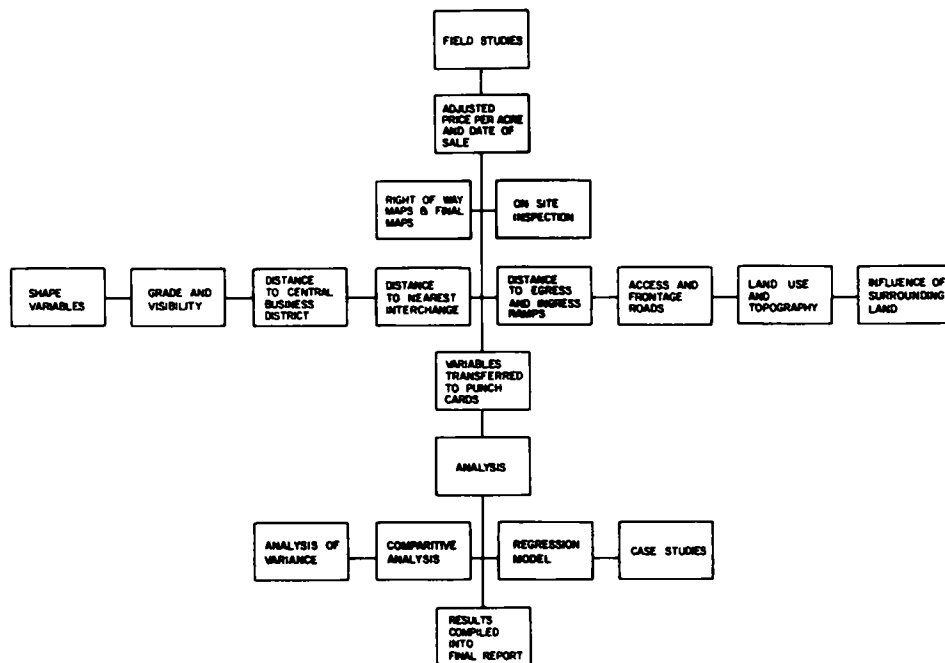 FIELD STUDIES
ADJUSTED
PRICE PER ACRE
AND DATE OF
SALE
RIGHT OF WAY
MAPS & FINAL
MAPS
ON SITE
INSPECTION
SHAPE
VARIABLES
GRADE AND
VISIBILITY
DISTANCE
TO CENTRAL
BUSINESS
DISTRICT
DISTANCE
TO NEAREST
INTERCHANGE
DISTANCE
TO EGRESS
AND INGRESS
RAMPS
ACCESS AND
FRONTAGE
ROADS
LAND USE
AND
TOPOGRAPHY
INFLUENCE OF
SURROUNDING
LAND
VARIABLES
TRANSFERRED
TO PUNCH
CARDS
ANALYSIS
ANALYSIS OF
VARIANCE
COMPARITIVE
ANALYSIS
REGRESSION
MODEL
CASE STUDIES
RESULTS
COMPILED
INTO
FINAL REPORT